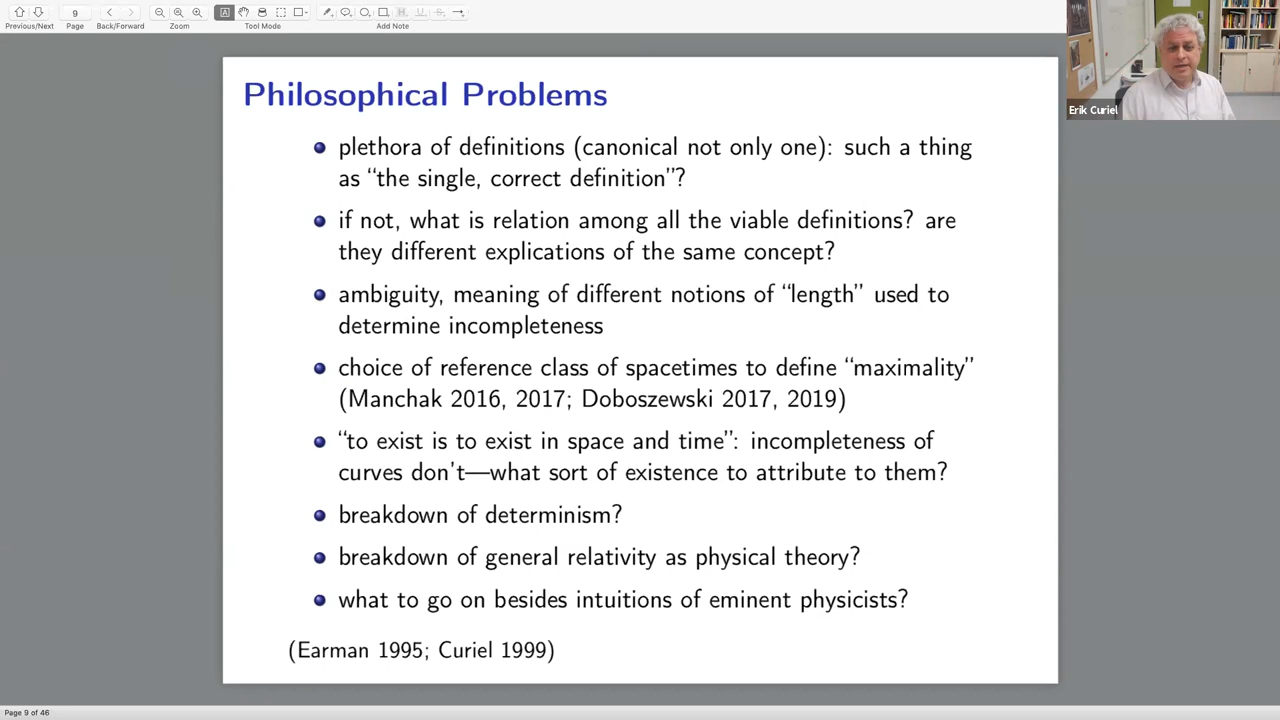 9
Previous/Next
Page
Back/Forward
Zoom
Tool Mode
Add Note
Erik Curiel
Philosophical Problems
plethora of definitions (canonical not only one): such a thing
as “the single, correct definition”?
if not, what is relation among all the viable definitions? are
they different explications of the same concept?
ambiguity, meaning of different notions of “length” used to
determine incompleteness
choice of reference class of spacetimes to define “maximality”
(Manchak 2016, 2017; Doboszewski 2017, 2019)
“to exist is to exist in space and time”: incompleteness of
curves don’t—what sort of existence to attribute to them?
breakdown of determinism?
breakdown of general relativity as physical theory?
what to go on besides intuitions of eminent physicists?
(Earman 1995; Curiel 1999)
Page 9 of 46